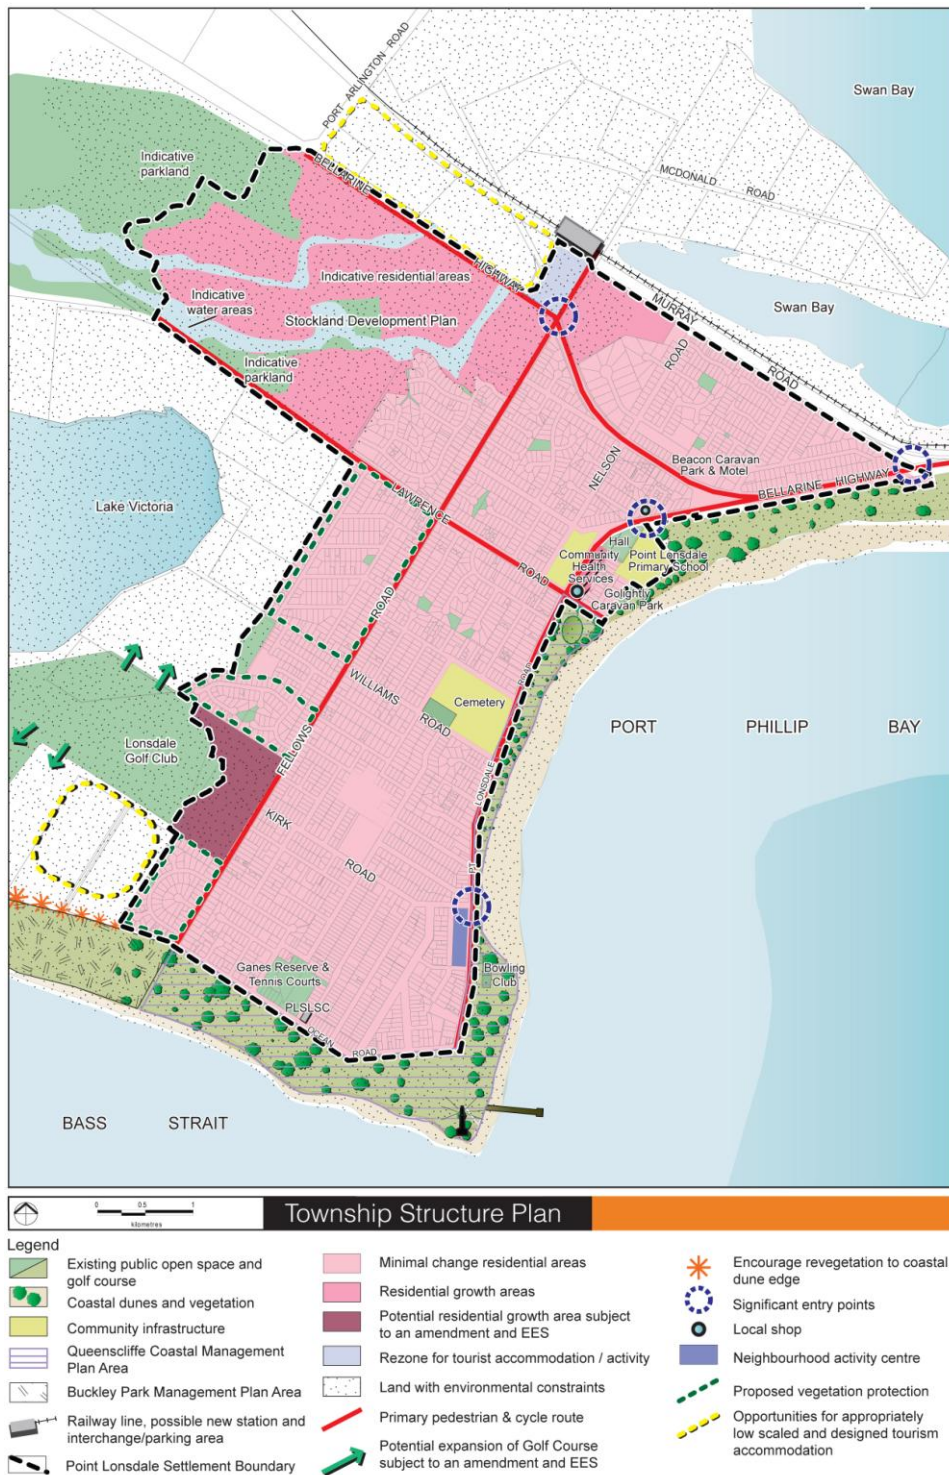 Swan Bay
PORT ARLINGTON ROAD
Indicative
parkland
BELLARINE
HIGHWAY
MCDONALD ROAD
Indicative residential areas
Swan Bay
MURRAY
ROAD
Indicative
water areas
Stockland Development Plan
Indicative
parkland
ROAD
NELSON
Beacon Caravan
Park & Motel
BELLARINE HIGHWAY
Lake Victoria
LAWRENCE
ROAD
Hall
Community
Health
Services
Point Lonsdale
Primary School
Golightly
Caravan Park
ROAD
FELLOWS
WILLIAMS
ROAD
Cemetery
ROAD
LONSDALE
PT
PORT PHILLIP BAY
Lonsdale
Golf Club
KIRK
ROAD
Ganes Reserve &
Tennis Courts
Bowling
Club
PLSLSC
OCEAN
ROAD
BASS STRAIT
0 0.5 1
kilometres
Township Structure Plan
Legend
Existing public open space and
golf course
Coastal dunes and vegetation
Community infrastructure
Queenscliffe Coastal Management
Plan Area
Buckley Park Management Plan Area
Railway line, possible new station and
interchange/parking area
Point Lonsdale Settlement Boundary
Minimal change residential areas
Residential growth areas
Potential residential growth area subject
to an amendment and EES
Rezone for tourist accommodation / activity
Land with environmental constraints
Primary pedestrian & cycle route
Potential expansion of Golf Course
subject to an amendment and EES
Encourage revegetation to coastal
dune edge
Significant entry points
Local shop
Neighbourhood activity centre
Proposed vegetation protection
Opportunities for appropriately
low scaled and designed tourism
accommodation